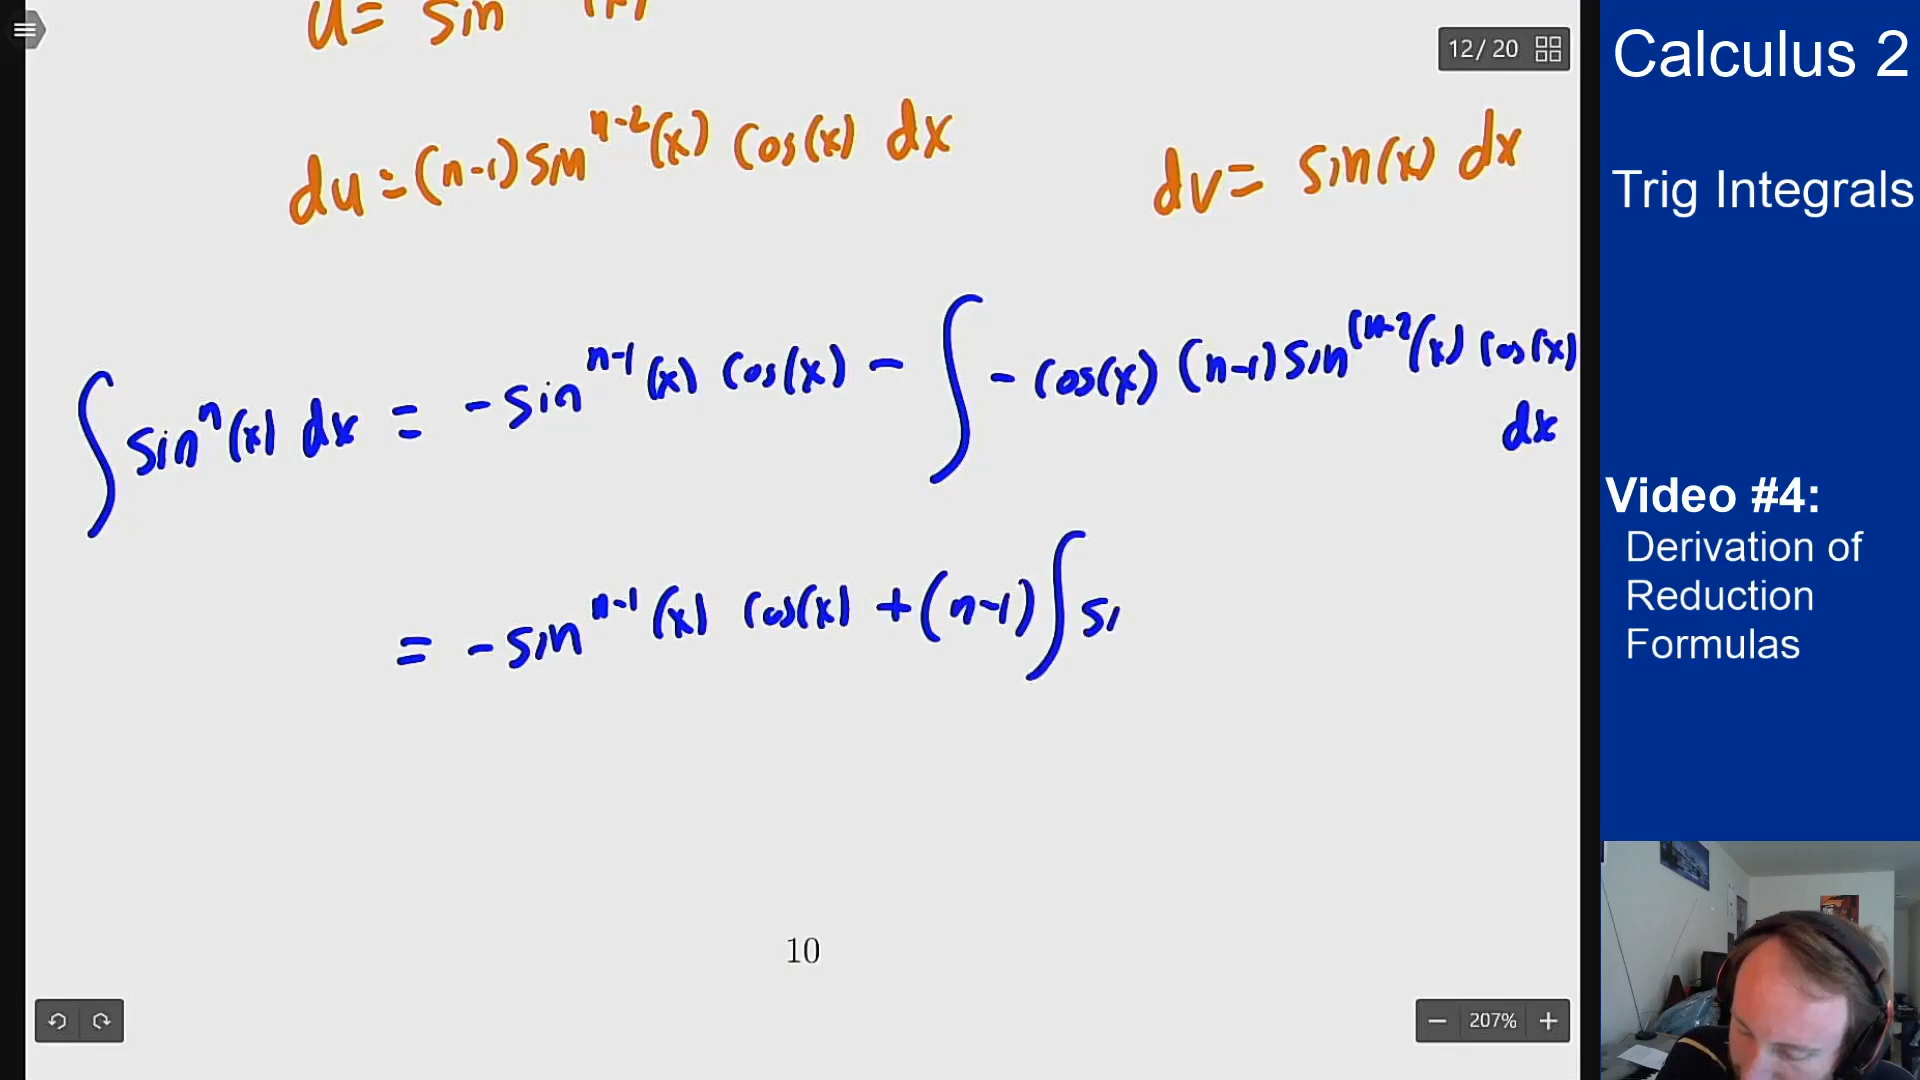 u= sin
12/ 20
Calculus 2
du=(n-1)sin^{n-2}(x) cos(x) dx
dv= sin(x) dx
Trig Integrals
∫ sin^n(x) dx = -sin^{n-1}(x) cos(x) - ∫ -cos(x) (n-1) sin^{(n-2}(x) cos(x)
dx
Video #4:
Derivation of
Reduction
Formulas
= -sin^{n-1}(x) cos(x) +(n-1)∫ si
10
207%